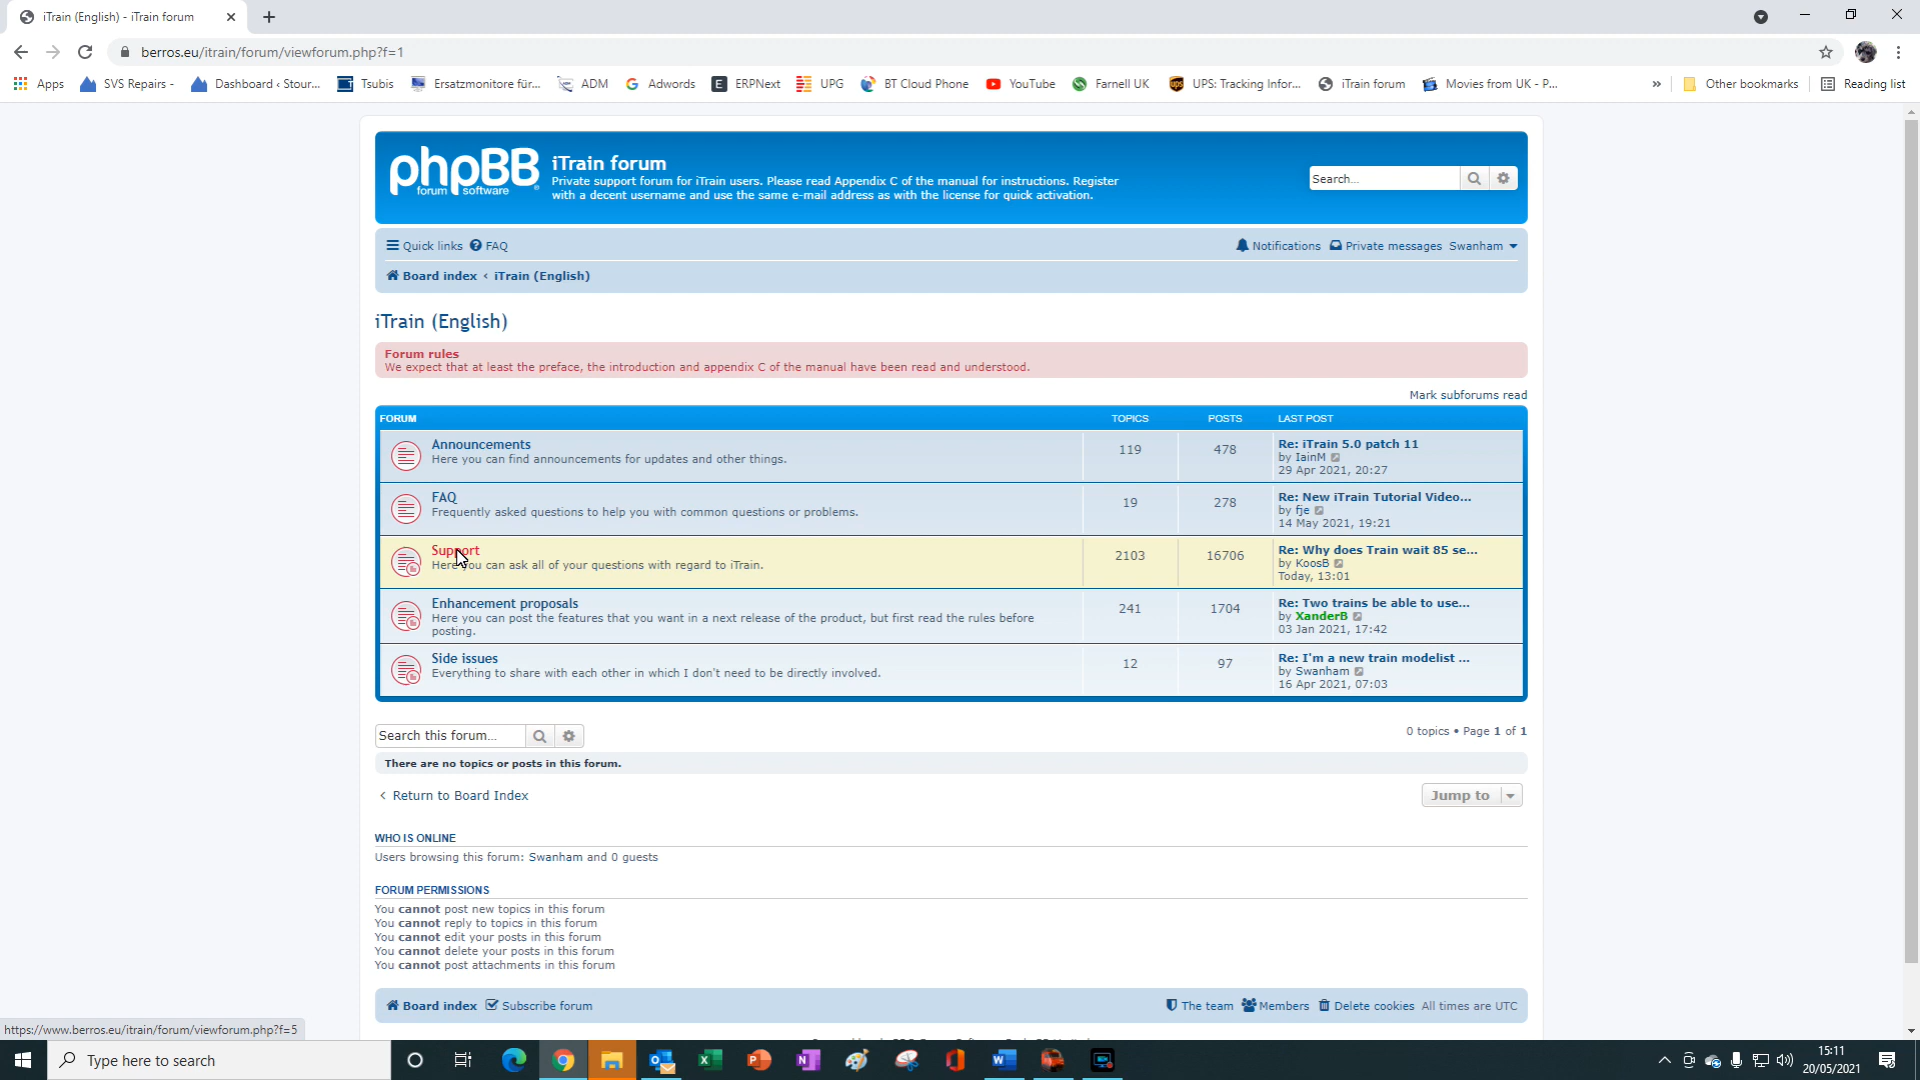 iTrain (English) - iTrain forum
berros.eu/itrain/forum/viewforum.php?f=1
Apps SVS Repairs - Dashboard ‹ Stour... Tsubis Ersatzmonitore für... ADM Adwords ERPNext UPG BT Cloud Phone YouTube Farnell UK UPS: Tracking Infor... iTrain forum Movies from UK - P... » Other bookmarks Reading list
phpBB
forum software
iTrain forum
Private support forum for iTrain users. Please read Appendix C of the manual for instructions. Register
with a decent username and use the same e-mail address as with the license for quick activation.
Search...
Quick links FAQ Notifications Private messages Swanham
Board index ‹ iTrain (English)
iTrain (English)
Forum rules
We expect that at least the preface, the introduction and appendix C of the manual have been read and understood.
Mark subforums read
FORUM TOPICS POSTS LAST POST
Announcements
Here you can find announcements for updates and other things.
119 478
Re: iTrain 5.0 patch 11
by IainM
29 Apr 2021, 20:27
FAQ
Frequently asked questions to help you with common questions or problems.
19 278
Re: New iTrain Tutorial Video...
by fje
14 May 2021, 19:21
Support
Here you can ask all of your questions with regard to iTrain.
2103 16706
Re: Why does Train wait 85 se...
by KoosB
Today, 13:01
Enhancement proposals
Here you can post the features that you want in a next release of the product, but first read the rules before
posting.
241 1704
Re: Two trains be able to use...
by XanderB
03 Jan 2021, 17:42
Side issues
Everything to share with each other in which I don't need to be directly involved.
12 97
Re: I'm a new train modelist ...
by Swanham
16 Apr 2021, 07:03
Search this forum...
0 topics • Page 1 of 1
There are no topics or posts in this forum.
‹ Return to Board Index
Jump to
WHO IS ONLINE
Users browsing this forum: Swanham and 0 guests
FORUM PERMISSIONS
You cannot post new topics in this forum
You cannot reply to topics in this forum
You cannot edit your posts in this forum
You cannot delete your posts in this forum
You cannot post attachments in this forum
Board index Subscribe forum The team Members Delete cookies All times are UTC
https://www.berros.eu/itrain/forum/viewforum.php?f=5
Type here to search
15:11
20/05/2021